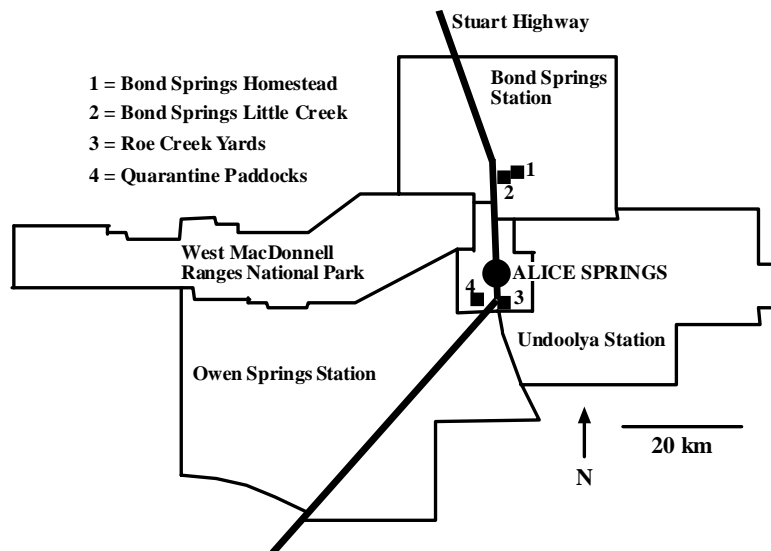 Stuart Highway
1 = Bond Springs Homestead
2 = Bond Springs Little Creek
3 = Roe Creek Yards
4 = Quarantine Paddocks
Bond Springs
Station
1
2
West MacDonnell
Ranges National Park
ALICE SPRINGS
4
3
Undoolya Station
Owen Springs Station
20 km
N